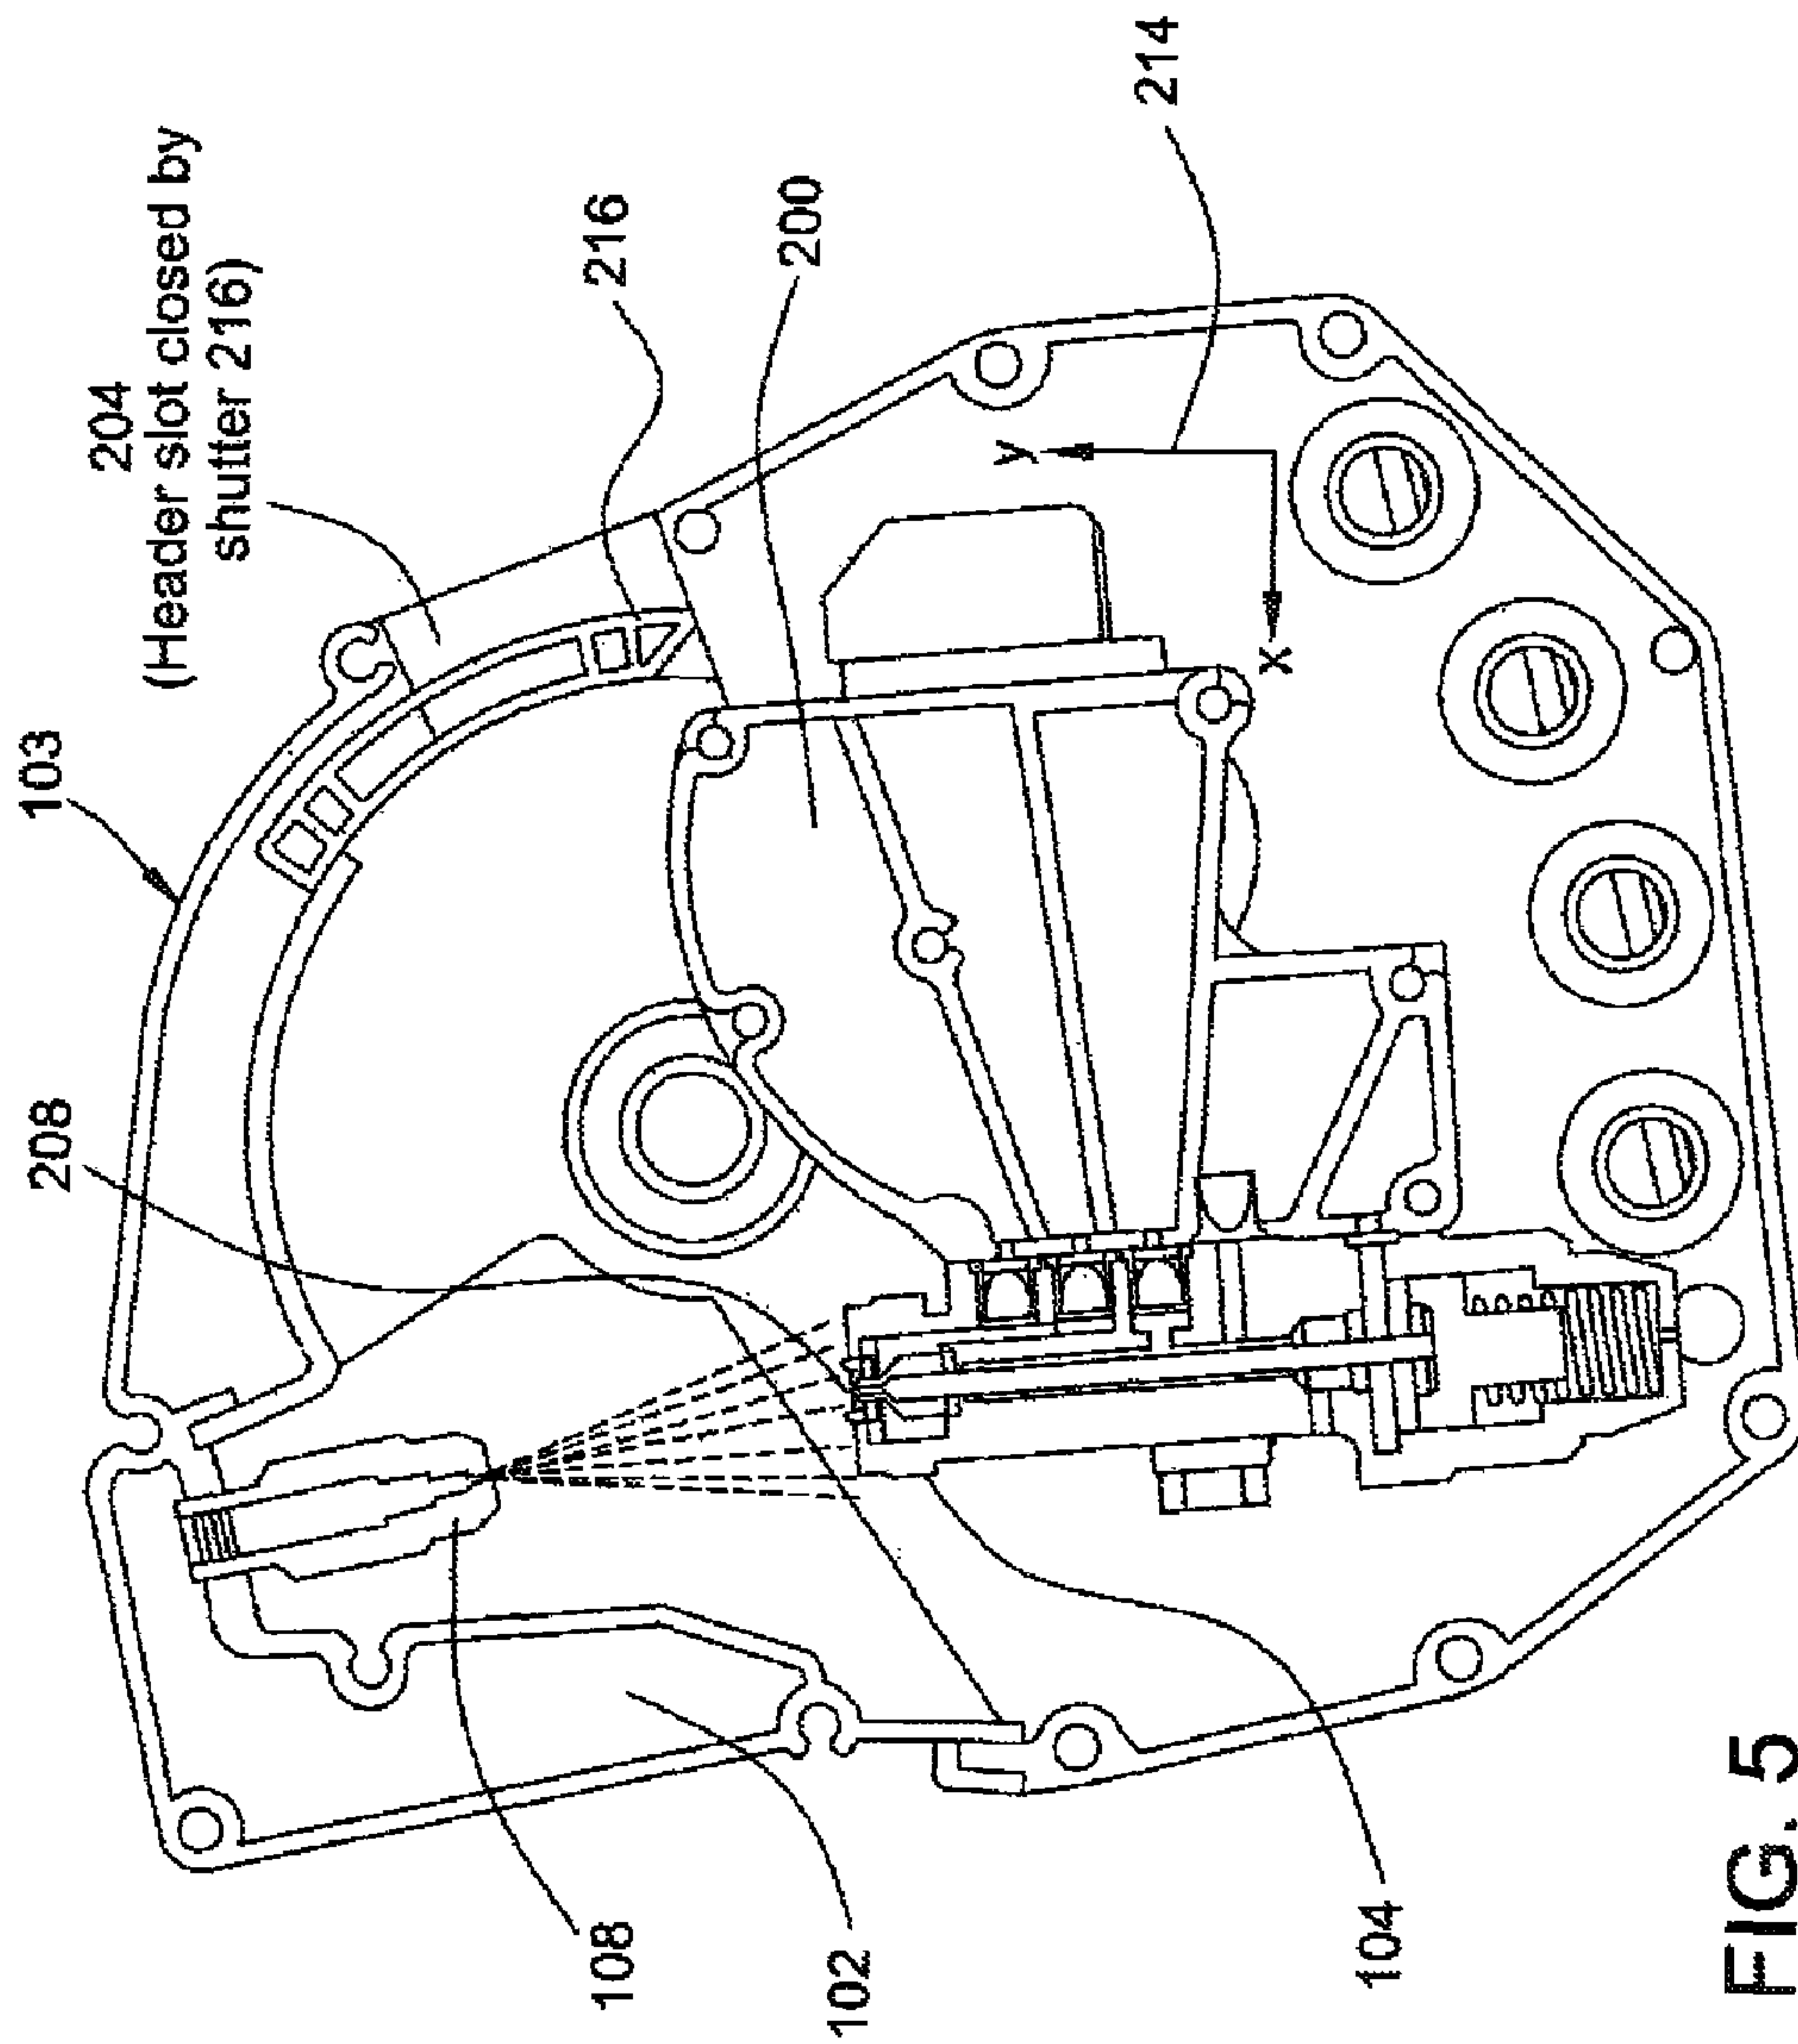 204
(Header slot closed by
shutter 216)
103
216
208
200
214
y
x
108
102
104
FIG. 5